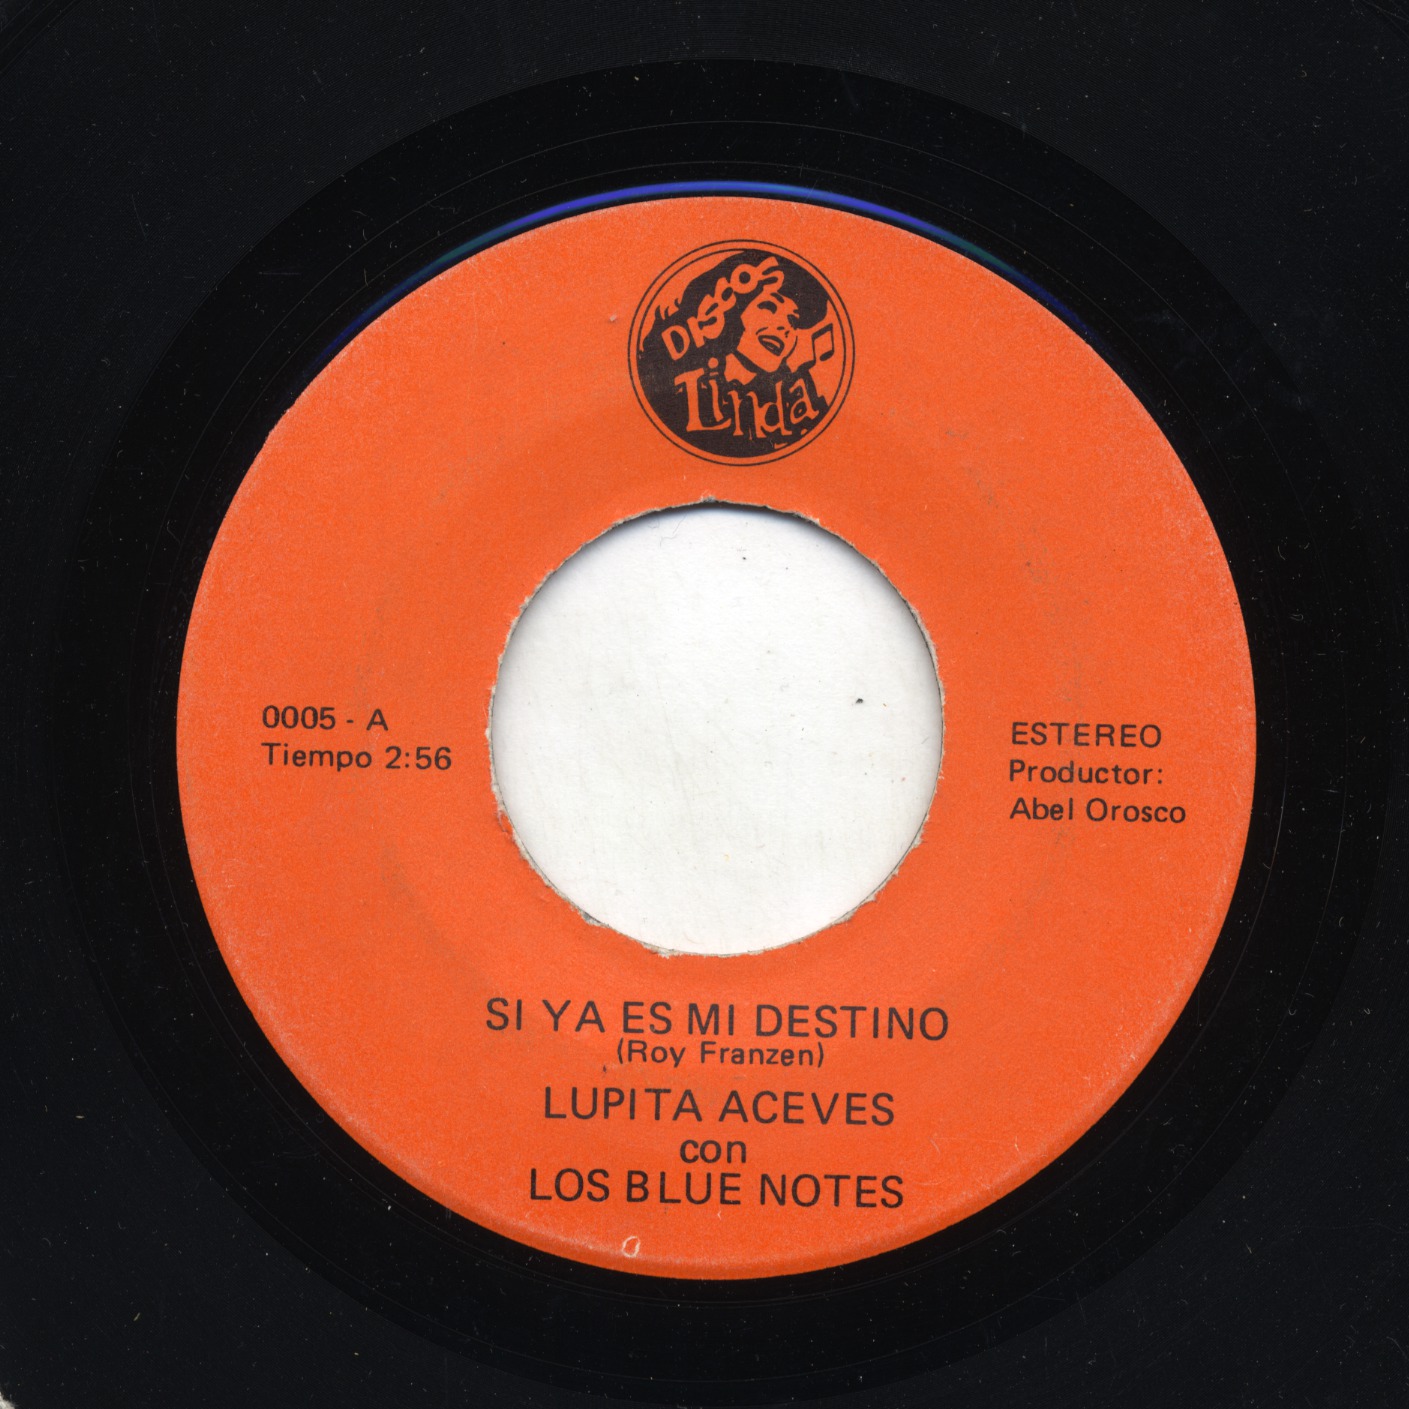 DISCOS
Linda
0005 - A
Tiempo 2:56
ESTEREO
Productor:
Abel Orosco
SI YA ES MI DESTINO
(Roy Franzen)
LUPITA ACEVES
con
LOS BLUE NOTES